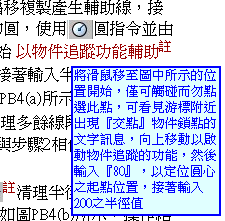 移複製產生輔助線，接
圓，使用 圓指令並由
始 以物件追蹤功能輔助註
接著輸入半
將滑鼠移至圖中所示的位
置開始，僅可觸碰而勿點
選此點，可看見游標附近
出現『交點』物件鎖點的
文字訊息，向上移動以啟
動物件追蹤的功能，然後
輸入『80』，以定位圓心
之起點位置，接著輸入
200之半徑值
PB4(a)所示
理多餘線段
與步驟2相
註清理半徑
如圖PB4(b)所示